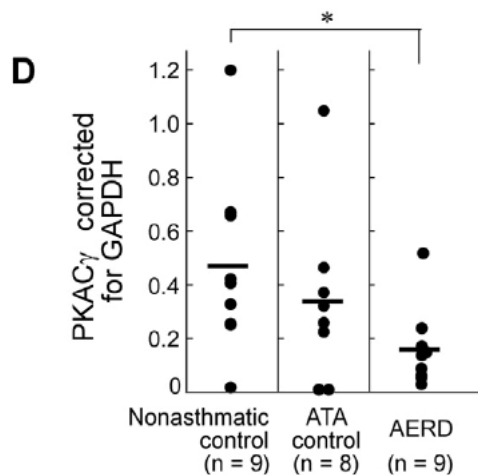 *
D
PKACγ corrected
for GAPDH
1.2
1.0
0.8
0.6
0.4
0.2
0
Nonasthmatic
control
(n = 9)
ATA
control
(n = 8)
AERD
(n = 9)